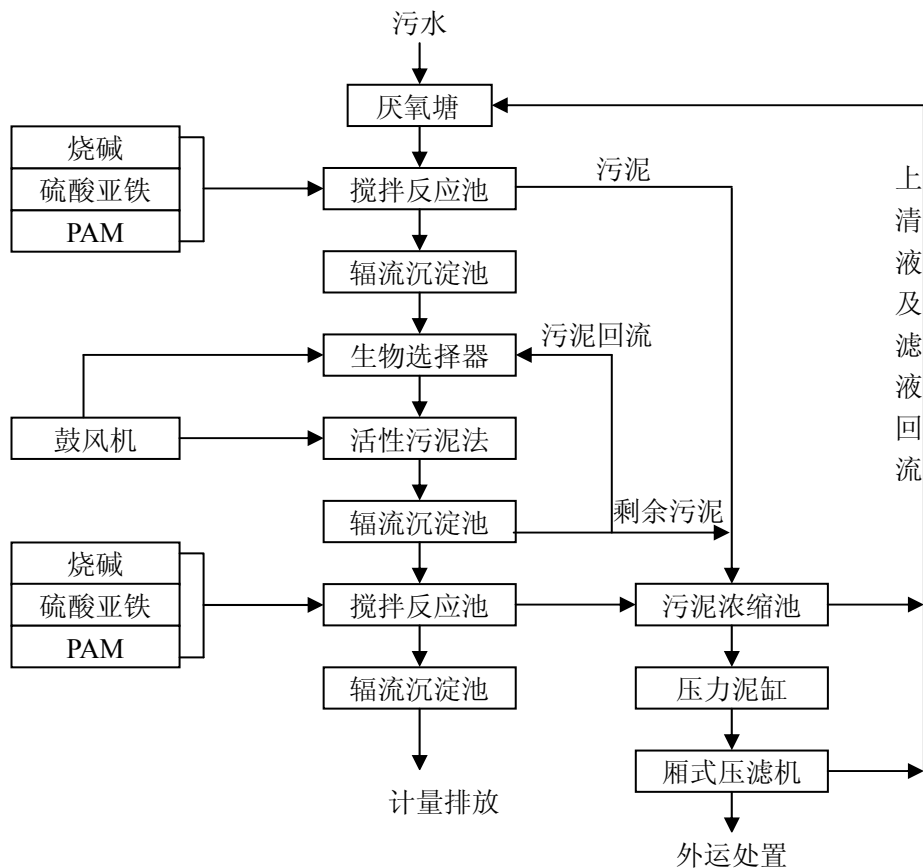 污水
厌氧塘
烧碱
硫酸亚铁
PAM
搅拌反应池
污泥
上清液及滤液回流
辐流沉淀池
污泥回流
生物选择器
鼓风机
活性污泥法
辐流沉淀池
剩余污泥
烧碱
硫酸亚铁
PAM
搅拌反应池
污泥浓缩池
辐流沉淀池
压力泥缸
厢式压滤机
计量排放
外运处置